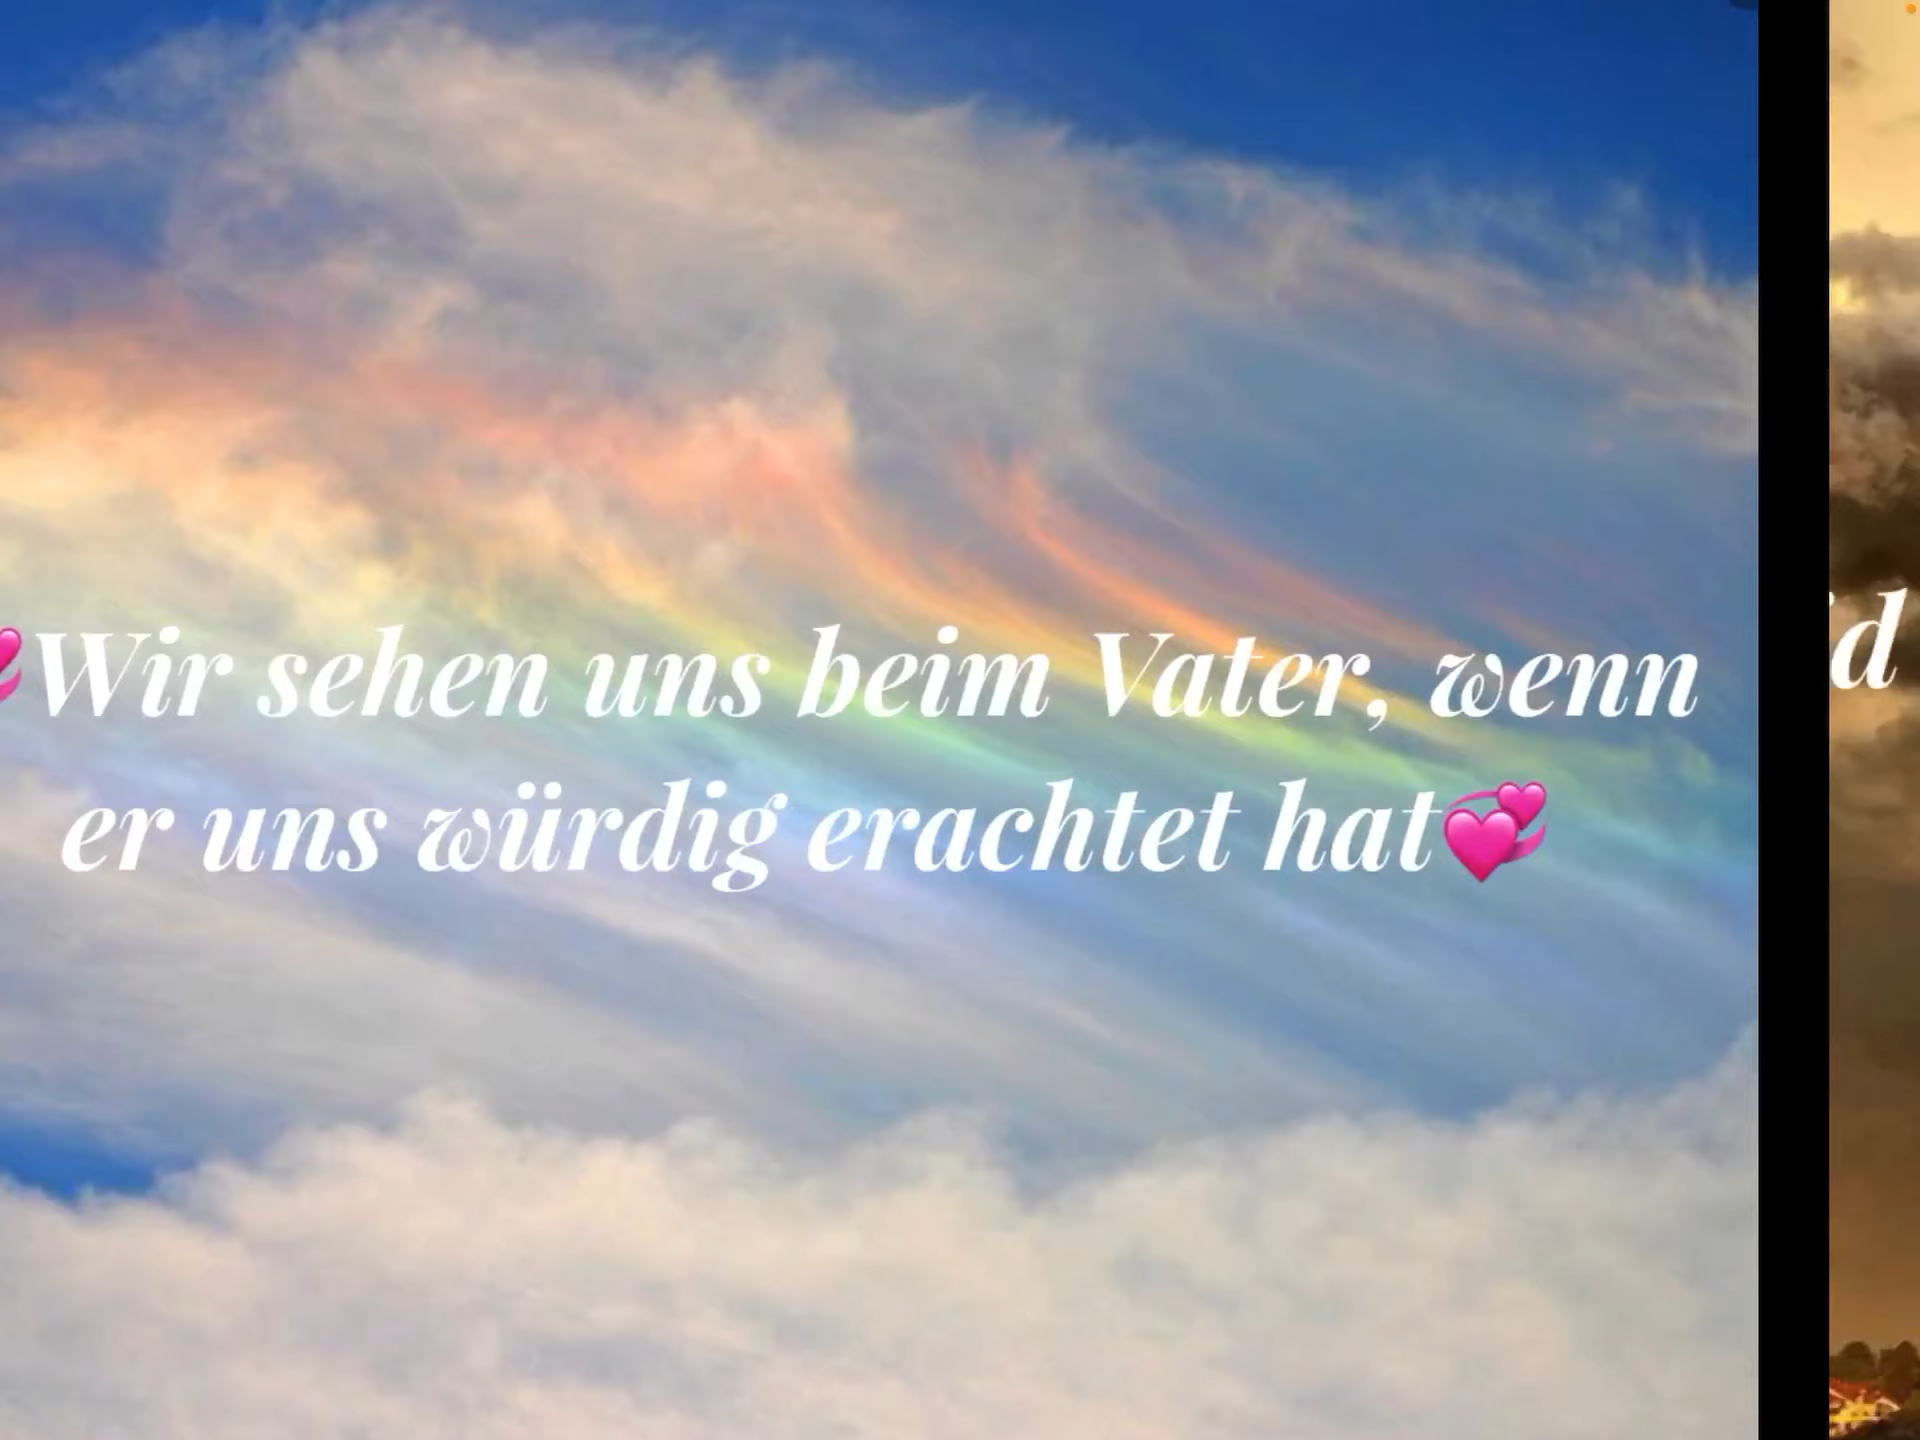 💞Wir sehen uns beim Vater, wenn
er uns würdig erachtet hat💞
d